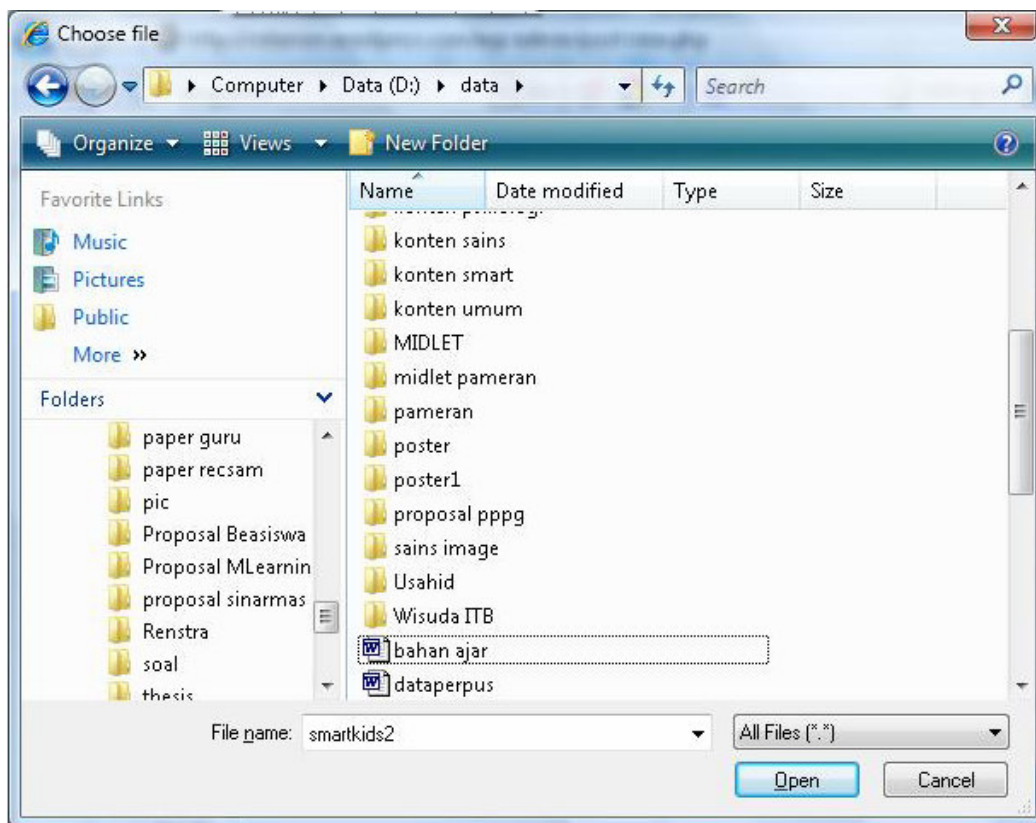 Choose file
Computer Data (D:) data Search
Organize Views New Folder
Favorite Links
Music
Pictures
Public
More »
Folders
paper guru
paper recsam
pic
Proposal Beasiswa
Proposal MLearnin
proposal sinarmas
Renstra
soal
thesis
Name Date modified Type Size
konten sains
konten smart
konten umum
MIDLET
midlet pameran
pameran
poster
poster1
proposal pppg
sains image
Usahid
Wisuda ITB
bahan ajar
dataperpus
File name: smartkids2 All Files (*.*)
Open Cancel